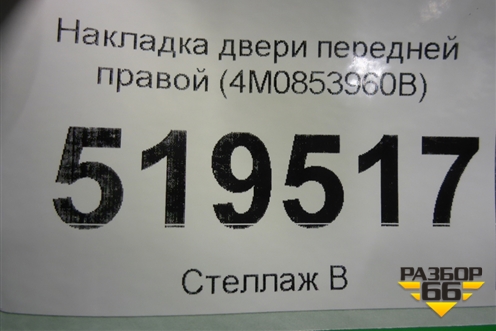 Накладка двери передней
правой (4M0853960B)
519517
Стеллаж В
РАЗБОР
66